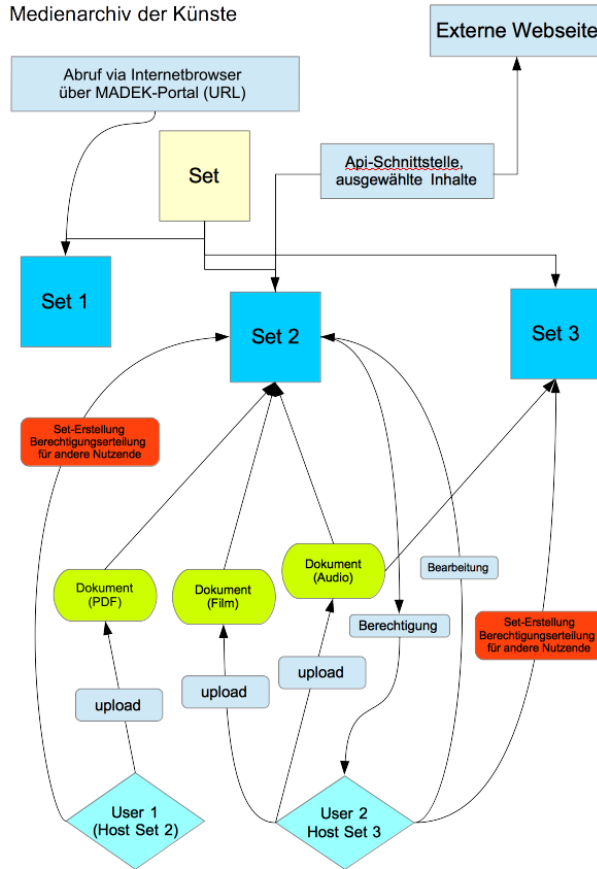 Medienarchiv der Künste
Externe Webseite
Abruf via Internetbrowser
über MADEK-Portal (URL)
Set
Api-Schnittstelle,
ausgewählte Inhalte
Set 1
Set 2
Set 3
Set-Erstellung
Berechtigungserteilung
für andere Nutzende
Dokument
(PDF)
Dokument
(Film)
Dokument
(Audio)
Bearbeitung
Berechtigung
Set-Erstellung
Berechtigungserteilung
für andere Nutzende
upload
upload
upload
User 1
(Host Set 2)
User 2
Host Set 3